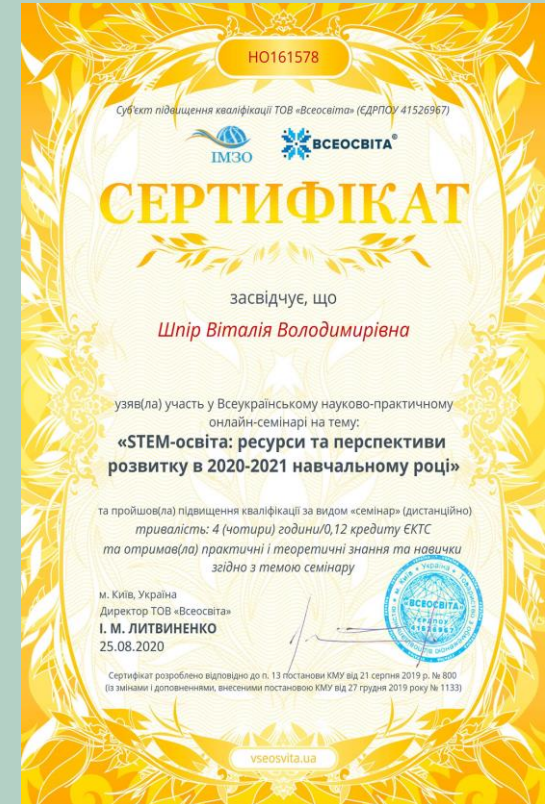 НО161578
Суб'єкт підвищення кваліфікації ТОВ «Всеосвіта» (ЄДРПОУ 41526967)
ІМЗО ВСЕОСВІТА®
СЕРТИФІКАТ
засвідчує, що
Шпір Віталія Володимирівна
узяв(ла) участь у Всеукраїнському науково-практичному
онлайн-семінарі на тему:
«STEM-освіта: ресурси та перспективи
розвитку в 2020-2021 навчальному році»
та пройшов(ла) підвищення кваліфікації за видом «семінар» (дистанційно)
тривалість: 4 (чотири) години/0,12 кредиту ЄКТС
та отримав(ла) практичні і теоретичні знання та навички
згідно з темою семінару
м. Київ, Україна
Директор ТОВ «Всеосвіта»
І. М. ЛИТВИНЕНКО
25.08.2020
«ВСЕОСВІТА»
41526967
Сертифікат розроблено відповідно до п. 13 постанови КМУ від 21 серпня 2019 р. № 800
(із змінами і доповненнями, внесеними постановою КМУ від 27 грудня 2019 року № 1133)
vseosvita.ua